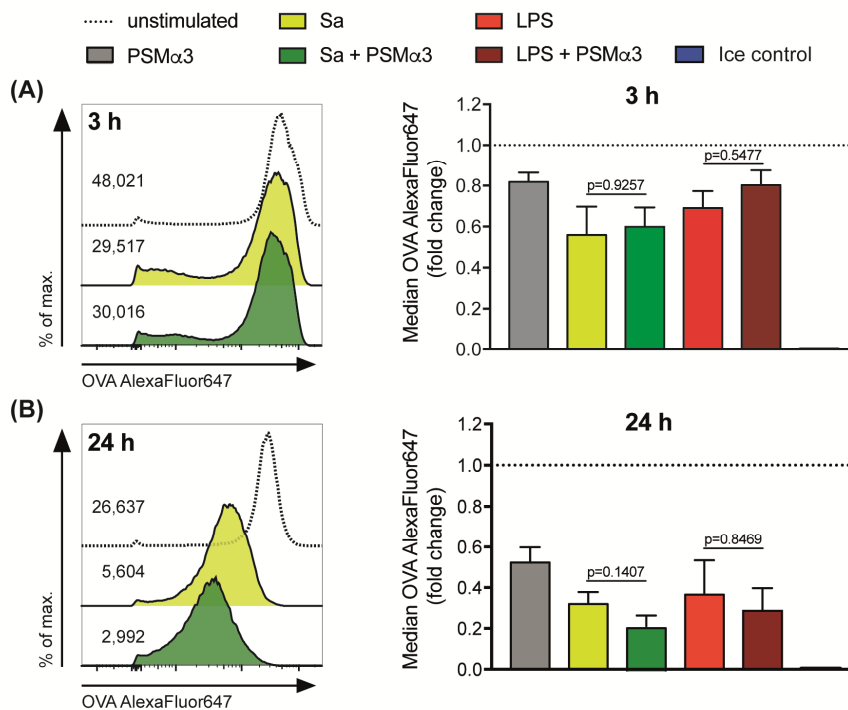 unstimulated Sa LPS
PSMα3 Sa + PSMα3 LPS + PSMα3 Ice control
(A)
3 h
48,021
29,517
30,016
% of max.
OVA AlexaFluor647
3 h
Median OVA AlexaFluor647
(fold change)
1.2
1.0
0.8
0.6
0.4
0.2
0.0
p=0.9257
p=0.5477
(B)
24 h
26,637
5,604
2,992
% of max.
OVA AlexaFluor647
24 h
Median OVA AlexaFluor647
(fold change)
1.2
1.0
0.8
0.6
0.4
0.2
0.0
p=0.1407
p=0.8469